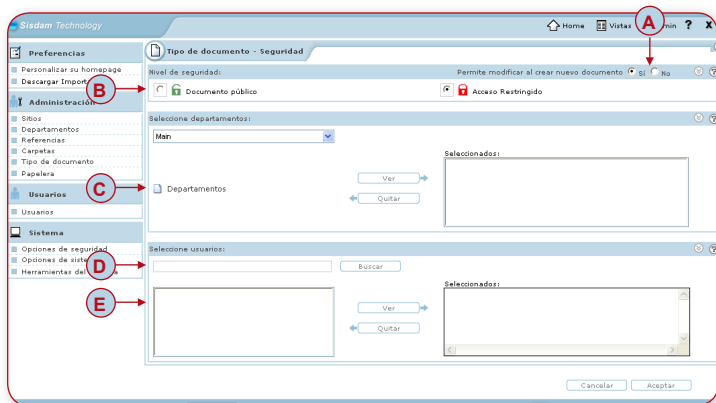 Sisdam Technology
Home Vistas min ? X
A
Preferencias
Personalizar su homepage
Descargar Import
Administración
Sitios
Departamentos
Referencias
Carpetas
Tipo de documento
Papelera
Usuarios
Usuarios
Sistema
Opciones de seguridad
Opciones de siste
Herramientas del a
Tipo de documento - Seguridad
Nivel de seguridad: Permite modificar al crear nuevo documento Sí No
B
Documento público Acceso Restringido
Seleccione departamentos:
Main
Seleccionados:
Ver
C
Departamentos
Quitar
Seleccione usuarios:
D
Buscar
Seleccionados:
E
Ver
Quitar
Cancelar Aceptar